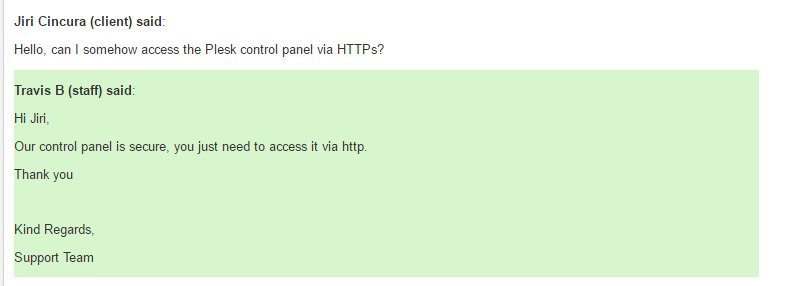 Jiri Cincura (client) said:
Hello, can I somehow access the Plesk control panel via HTTPs?
Travis B (staff) said:
Hi Jiri,
Our control panel is secure, you just need to access it via http.
Thank you
Kind Regards,
Support Team